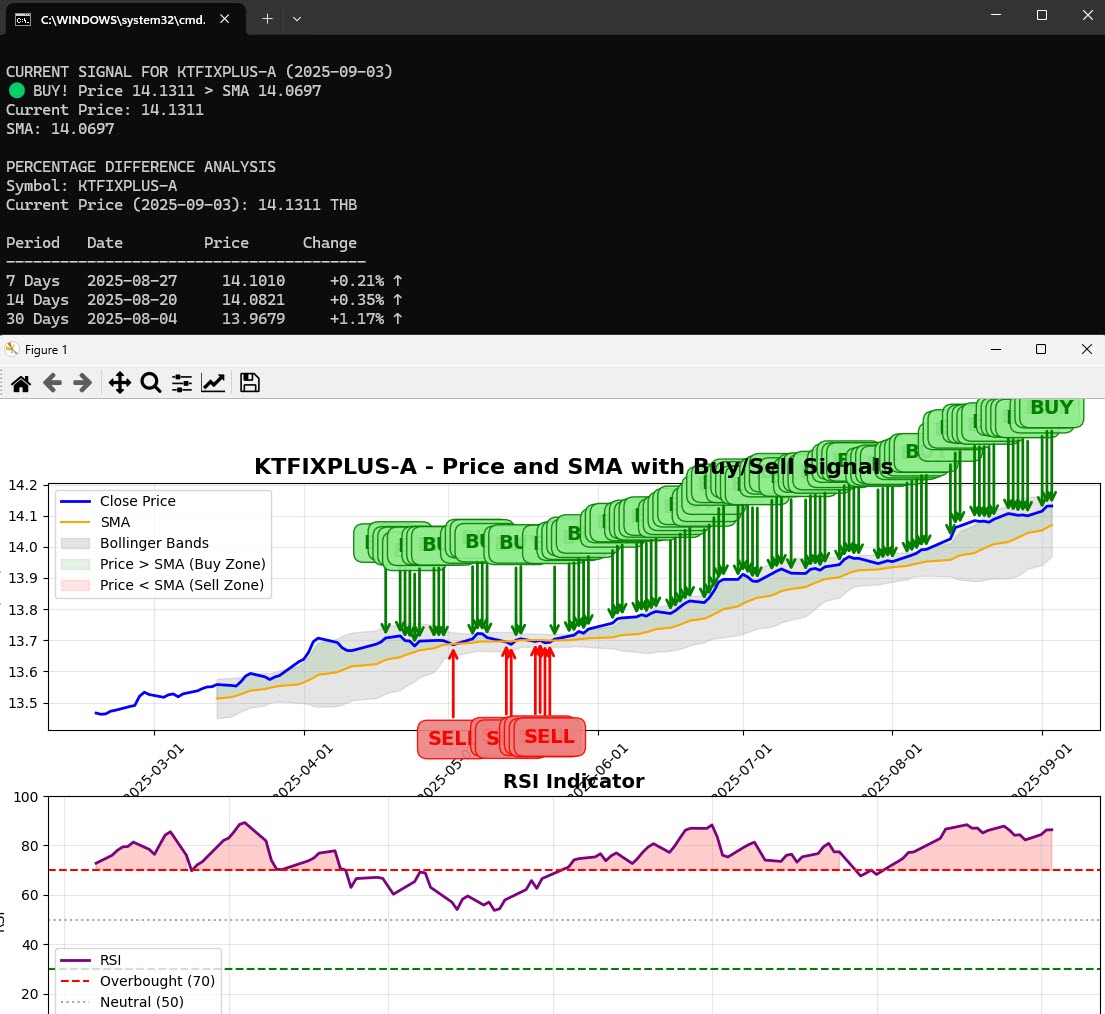 C:\WINDOWS\system32\cmd.
CURRENT SIGNAL FOR KTFIXPLUS-A (2025-09-03)
BUY! Price 14.1311 > SMA 14.0697
Current Price: 14.1311
SMA: 14.0697
PERCENTAGE DIFFERENCE ANALYSIS
Symbol: KTFIXPLUS-A
Current Price (2025-09-03): 14.1311 THB
Period Date Price Change
----------------------------------------
7 Days 2025-08-27 14.1010 +0.21% ↑
14 Days 2025-08-20 14.0821 +0.35% ↑
30 Days 2025-08-04 13.9679 +1.17% ↑
Figure 1
BUY
KTFIXPLUS-A - Price and SMA with Buy/Sell Signals
14.2
14.1
14.0
13.9
13.8
13.7
13.6
13.5
Close Price
SMA
Bollinger Bands
Price > SMA (Buy Zone)
Price < SMA (Sell Zone)
SELL
2025-03-01
2025-04-01
2025-06-01
2025-07-01
2025-08-01
2025-09-01
RSI Indicator
100
80
60
40
20
RSI
Overbought (70)
Neutral (50)